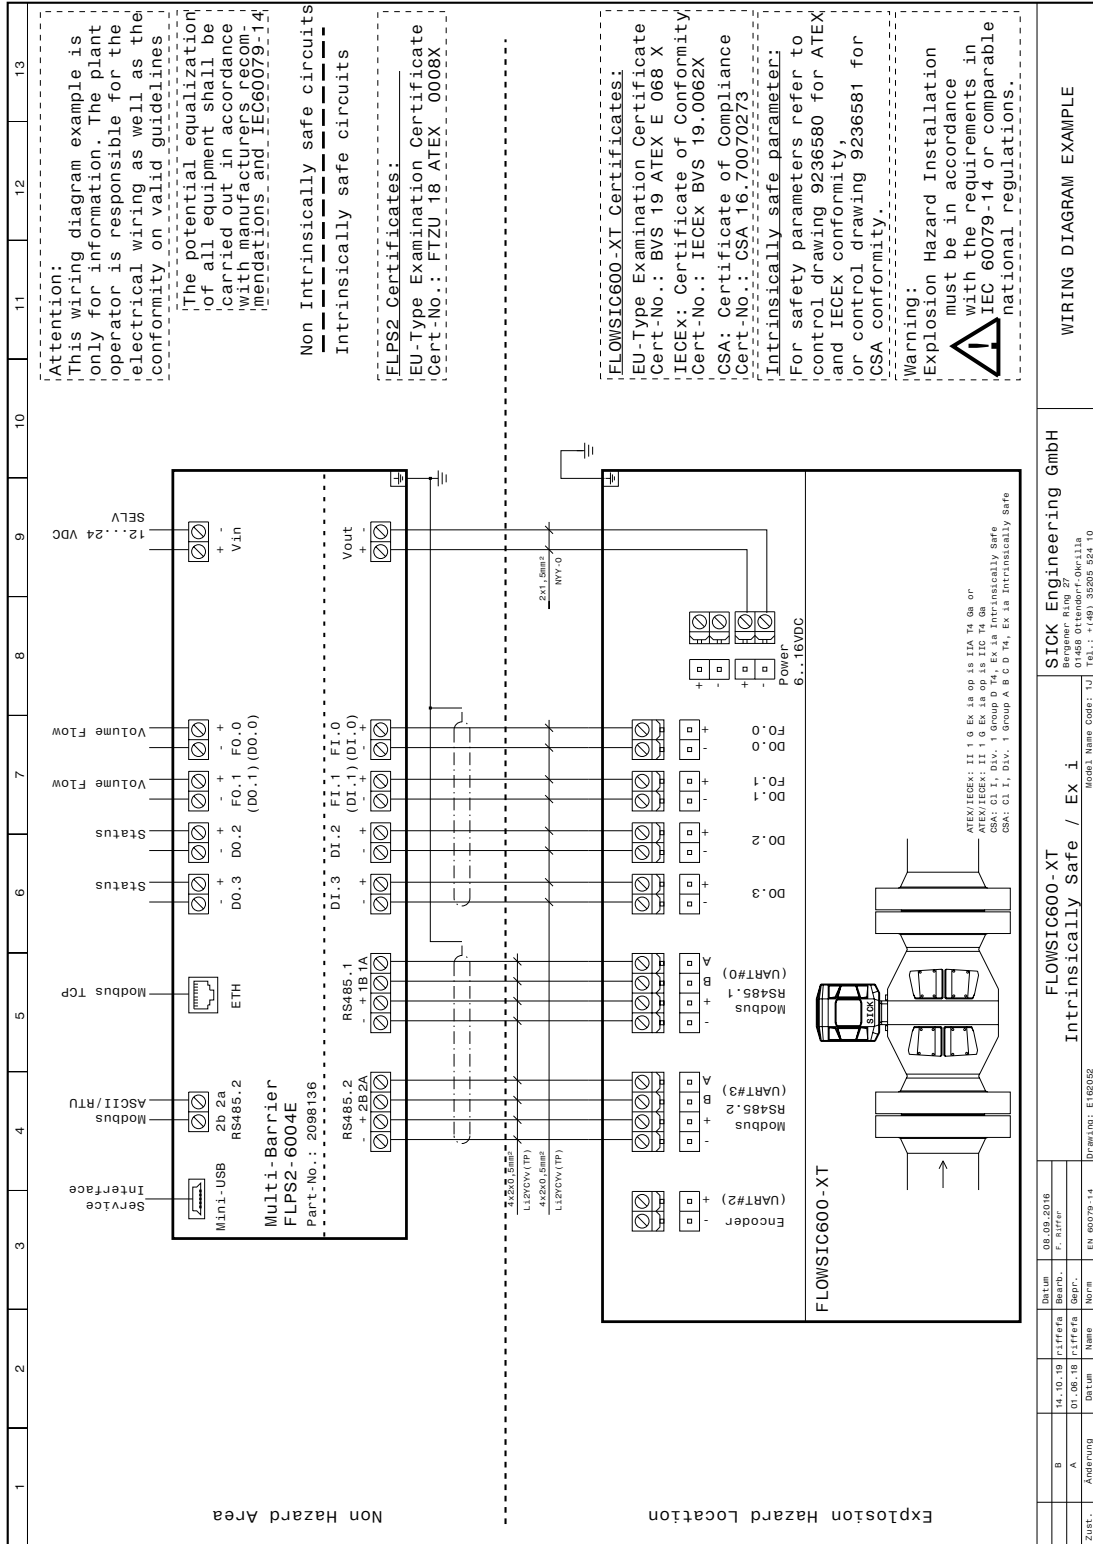 1
2
3
4
5
6
7
8
9
10
11
12
13
Attention:
This wiring diagram example is
only for information. The plant
operator is responsible for the
electrical wiring as well as the
conformity on valid guidelines
The potential equalization
of all equipment shall be
carried out in accordance
with manufacturers recom-
mendations and IEC60079-14
Non Intrinsically safe circuits
Intrinsically safe circuits
FLPS2 Certificates:
EU-Type Examination Certificate
Cert-No.: FTZU 18 ATEX 0008X
FLOWSIC600-XT Certificates:
EU-Type Examination Certificate
Cert-No.: BVS 19 ATEX E 068 X
IECEx: Certificate of Conformity
Cert-No.: IECEx BVS 19.0062X
CSA: Certificate of Compliance
Cert-No.: CSA 16.70070273
Intrinsically safe parameter:
For safety parameters refer to
control drawing 9236580 for ATEX
and IECEx conformity,
or control drawing 9236581 for
CSA conformity.
Warning:
Explosion Hazard Installation
must be in accordance
with the requirements in
IEC 60079-14 or comparable
national regulations.
Non Hazard Area
Explosion Hazard Location
Service
Interface
Modbus
ASCII/RTU
Modbus TCP
Status
Status
Volume Flow
Volume Flow
12...24 VDC
SELV
Mini-USB
2b 2a
RS485.2
ETH
- +
DO.3
- +
DO.2
- +
FO.1
(DO.1)
- +
FO.0
(DO.0)
+ -
Vin
Multi-Barrier
FLPS2-6004E
Part-No.: 2098136
RS485.2
- + 2B 2A
RS485.1
- + 1B 1A
DI.3
- +
DI.2
- +
FI.1
(DI.1)
- +
FI.0
(DI.0)
- +
Vout
+ -
4x2x0,5mm²
Li2YCYv(TP)
4x2x0,5mm²
Li2YCYv(TP)
2x1,5mm²
NYY-O
- +
Encoder
(UART#2)
- + B A
Modbus
RS485.2
(UART#3)
- + B A
Modbus
RS485.1
(UART#0)
- +
DO.3
- +
DO.2
- +
DO.1
FO.1
- +
DO.0
FO.0
+ -
+ -
Power
6..16VDC
FLOWSIC600-XT
SICK
ATEX/IECEx: II 1 G Ex ia op is IIA T4 Ga or
ATEX/IECEx: II 1 G Ex ia op is IIC T4 Ga
CSA: Cl I, Div. 1 Group D T4, Ex ia Intrinsically Safe
CSA: Cl I, Div. 1 Group A B C D T4, Ex ia Intrinsically Safe
B
14.10.19
riffefa
A
01.06.18
riffefa
Zust.
Änderung
Datum
Name
Datum
08.09.2016
Bearb.
F. Riffer
Gepr.
Norm
EN 60079-14
FLOWSIC600-XT
Intrinsically Safe / Ex i
Drawing: E162052
Model Name Code: 1J
SICK Engineering GmbH
Bergener Ring 27
01458 Ottendorf-Okrilla
Tel.: +(49) 35205 524 10
WIRING DIAGRAM EXAMPLE